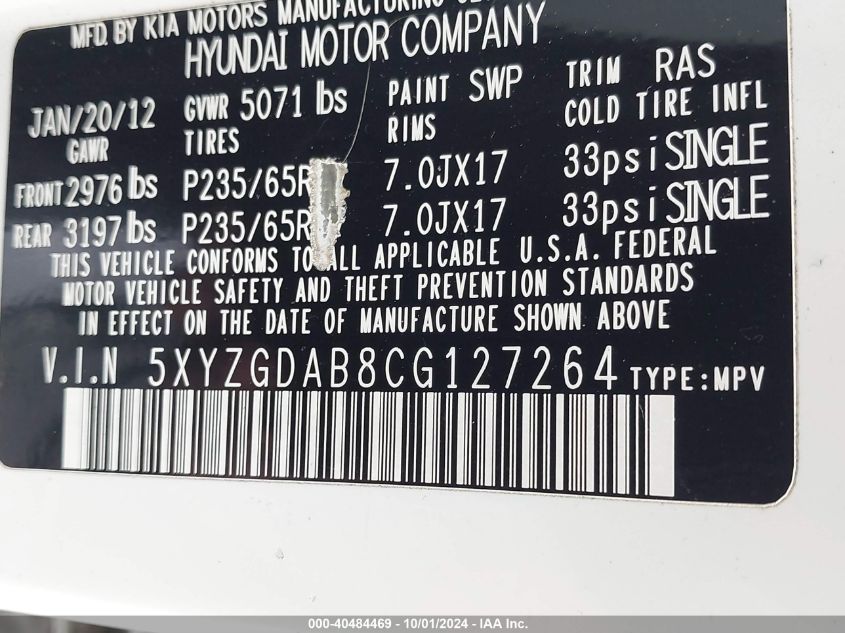 MFD. BY KIA MOTORS MANUFACTURING
HYUNDAI MOTOR COMPANY
JAN/20/12 GVWR 5071 lbs PAINT SWP TRIM RAS
GAWR TIRES RIMS COLD TIRE INFL
FRONT 2976 lbs P235/65R 7.0JX17 33psi SINGLE
REAR 3197 lbs P235/65R 7.0JX17 33psi SINGLE
THIS VEHICLE CONFORMS TO ALL APPLICABLE U.S.A. FEDERAL
MOTOR VEHICLE SAFETY AND THEFT PREVENTION STANDARDS
IN EFFECT ON THE DATE OF MANUFACTURE SHOWN ABOVE
V.I.N 5XYZGDAB8CG127264 TYPE:MPV
000-40484469 - 10/01/2024 - IAA Inc.